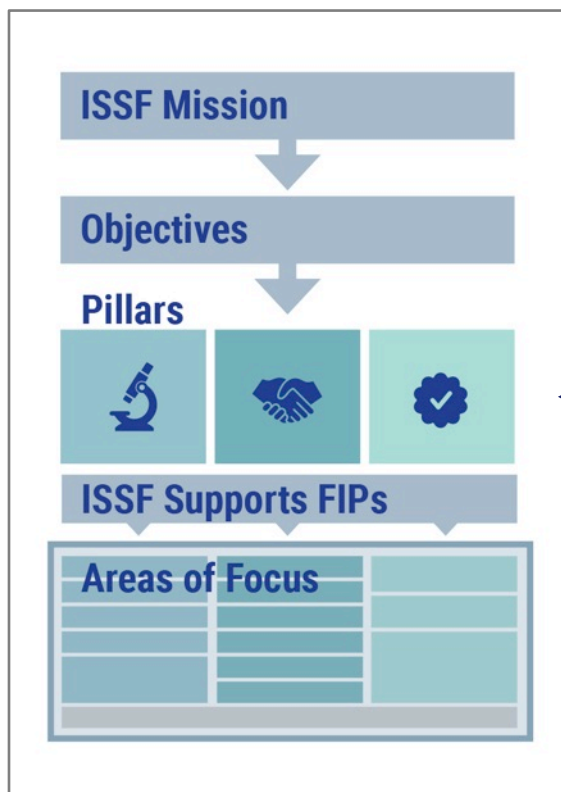 ISSF Mission
Objectives
Pillars
ISSF Supports FIPs
Areas of Focus